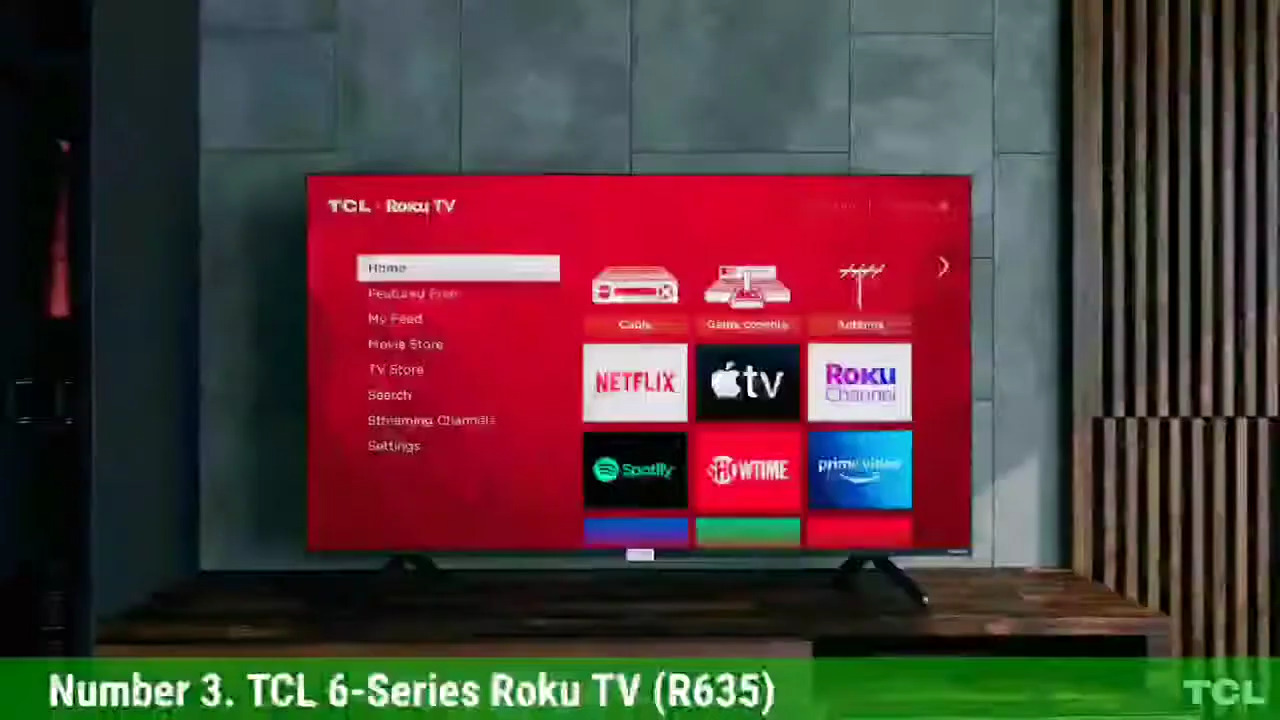 TCL · Roku TV
Home
Featured Free
My Feed
Movie Store
TV Store
Search
Streaming Channels
Settings
Cable
Game console
Antenna
NETFLIX
tv
Roku
Channel
Spotify
SHOWTIME
prime video
Number 3. TCL 6-Series Roku TV (R635)
TCL